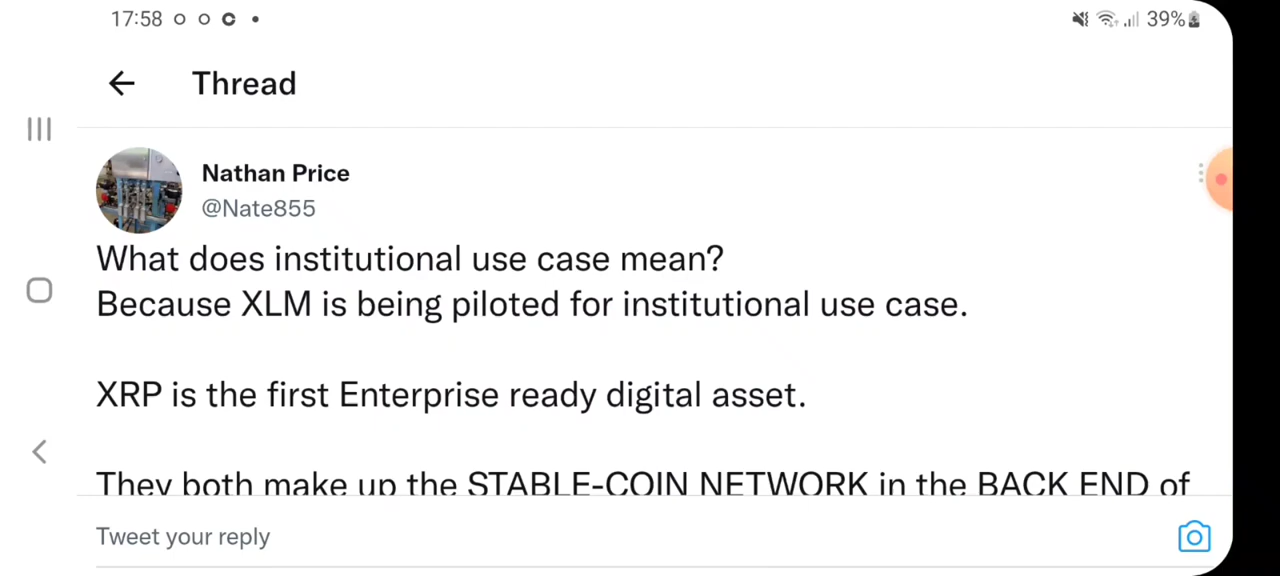 17:58
39%
Thread
Nathan Price
@Nate855
What does institutional use case mean?
Because XLM is being piloted for institutional use case.
XRP is the first Enterprise ready digital asset.
They both make up the STABLE-COIN NETWORK in the BACK END of
Tweet your reply